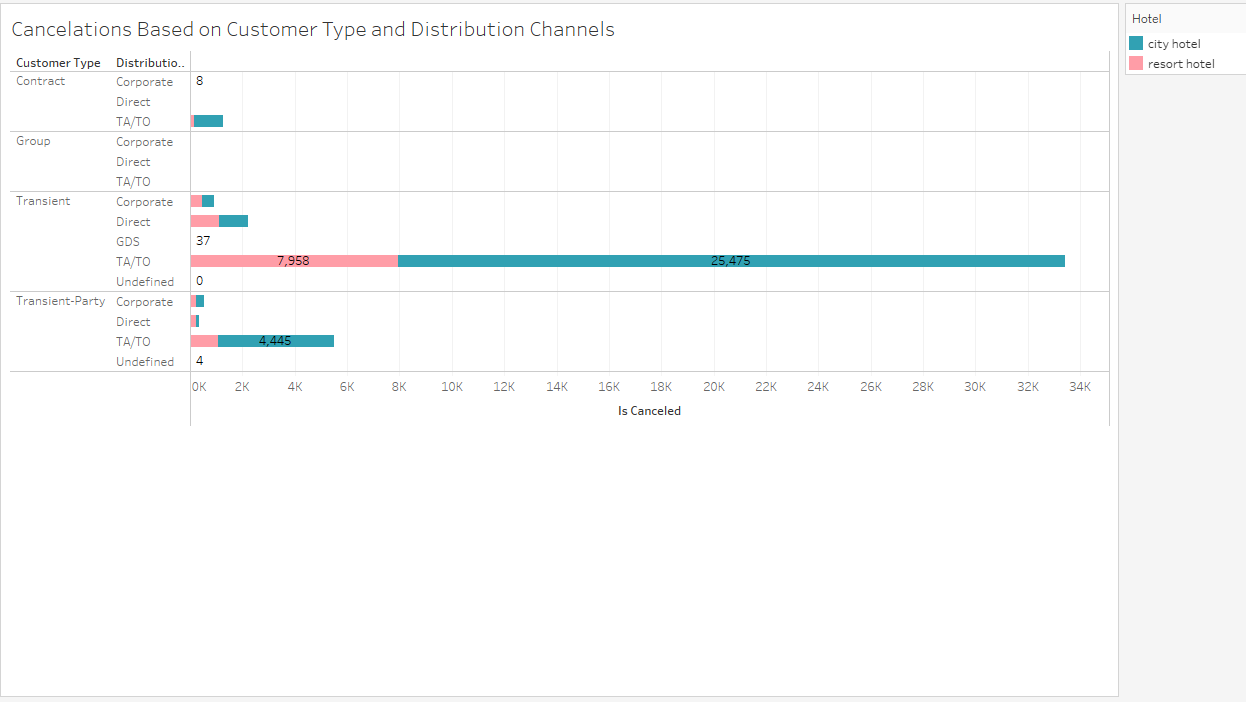 Cancelations Based on Customer Type and Distribution Channels
Hotel
city hotel
resort hotel
Customer Type Distributio..
Contract Corporate 8
Direct
TA/TO
Group Corporate
Direct
TA/TO
Transient Corporate
Direct
GDS 37
TA/TO 7,958 25,475
Undefined 0
Transient-Party Corporate
Direct
TA/TO 4,445
Undefined 4
0K 2K 4K 6K 8K 10K 12K 14K 16K 18K 20K 22K 24K 26K 28K 30K 32K 34K
Is Canceled